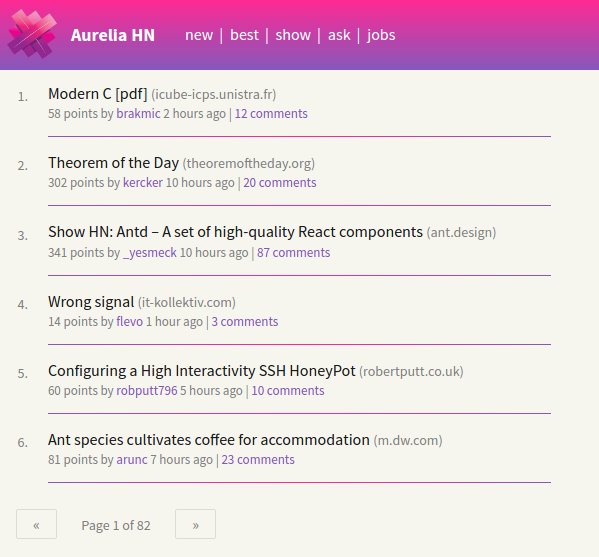 Aurelia HN new | best | show | ask | jobs
1. Modern C [pdf] (icube-icps.unistra.fr)
58 points by brakmic 2 hours ago | 12 comments
2. Theorem of the Day (theoremoftheday.org)
302 points by kercker 10 hours ago | 20 comments
3. Show HN: Antd – A set of high-quality React components (ant.design)
341 points by _yesmeck 10 hours ago | 87 comments
4. Wrong signal (it-kollektiv.com)
14 points by flevo 1 hour ago | 3 comments
5. Configuring a High Interactivity SSH HoneyPot (robertputt.co.uk)
60 points by robputt796 5 hours ago | 10 comments
6. Ant species cultivates coffee for accommodation (m.dw.com)
81 points by arunc 7 hours ago | 23 comments
« Page 1 of 82 »